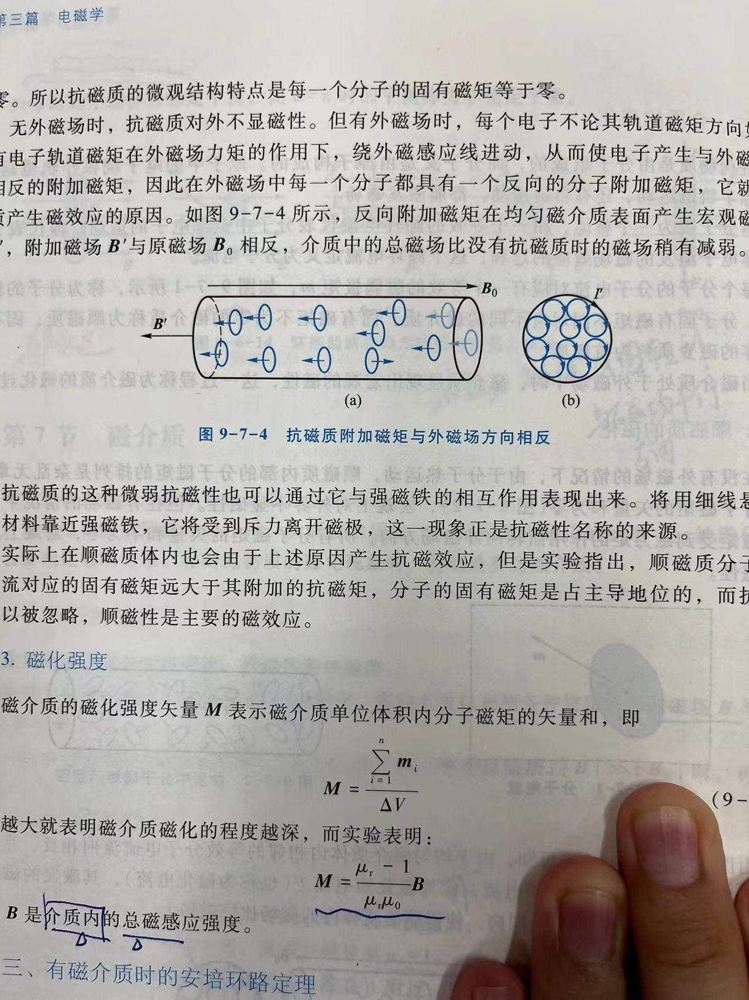 第三篇 电磁学
零。所以抗磁质的微观结构特点是每一个分子的固有磁矩等于零。
无外磁场时，抗磁质对外不显磁性。但有外磁场时，每个电子不论其轨道磁矩方向如
有电子轨道磁矩在外磁场力矩的作用下，绕外磁感应线进动，从而使电子产生与外磁
相反的附加磁矩，因此在外磁场中每一个分子都具有一个反向的分子附加磁矩，它就
质产生磁效应的原因。如图 9-7-4 所示，反向附加磁矩在均匀磁介质表面产生宏观磁
′，附加磁场 B′与原磁场 B₀ 相反，介质中的总磁场比没有抗磁质时的磁场稍有减弱。
B₀
B′
I′
(a)
(b)
图 9-7-4 抗磁质附加磁矩与外磁场方向相反
抗磁质的这种微弱抗磁性也可以通过它与强磁铁的相互作用表现出来。将用细线悬
材料靠近强磁铁，它将受到斥力离开磁极，这一现象正是抗磁性名称的来源。
实际上在顺磁质体内也会由于上述原因产生抗磁效应，但是实验指出，顺磁质分子
流对应的固有磁矩远大于其附加的抗磁矩，分子的固有磁矩是占主导地位的，而抗
以被忽略，顺磁性是主要的磁效应。
3. 磁化强度
磁介质的磁化强度矢量 M 表示磁介质单位体积内分子磁矩的矢量和，即
M = \frac{\sum_{i=1}^{n} m_i}{ΔV}
(9-
越大就表明磁介质磁化的程度越深，而实验表明：
M = \frac{μ_r - 1}{μ_r μ_0} B
B 是介质内的总磁感应强度。
三、有磁介质时的安培环路定理